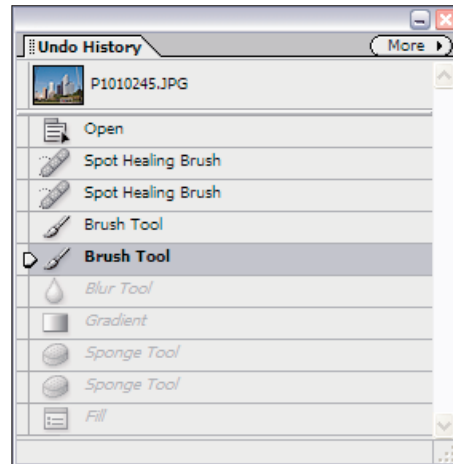 Undo History
More
P1010245.JPG
Open
Spot Healing Brush
Spot Healing Brush
Brush Tool
Brush Tool
Blur Tool
Gradient
Sponge Tool
Sponge Tool
Fill